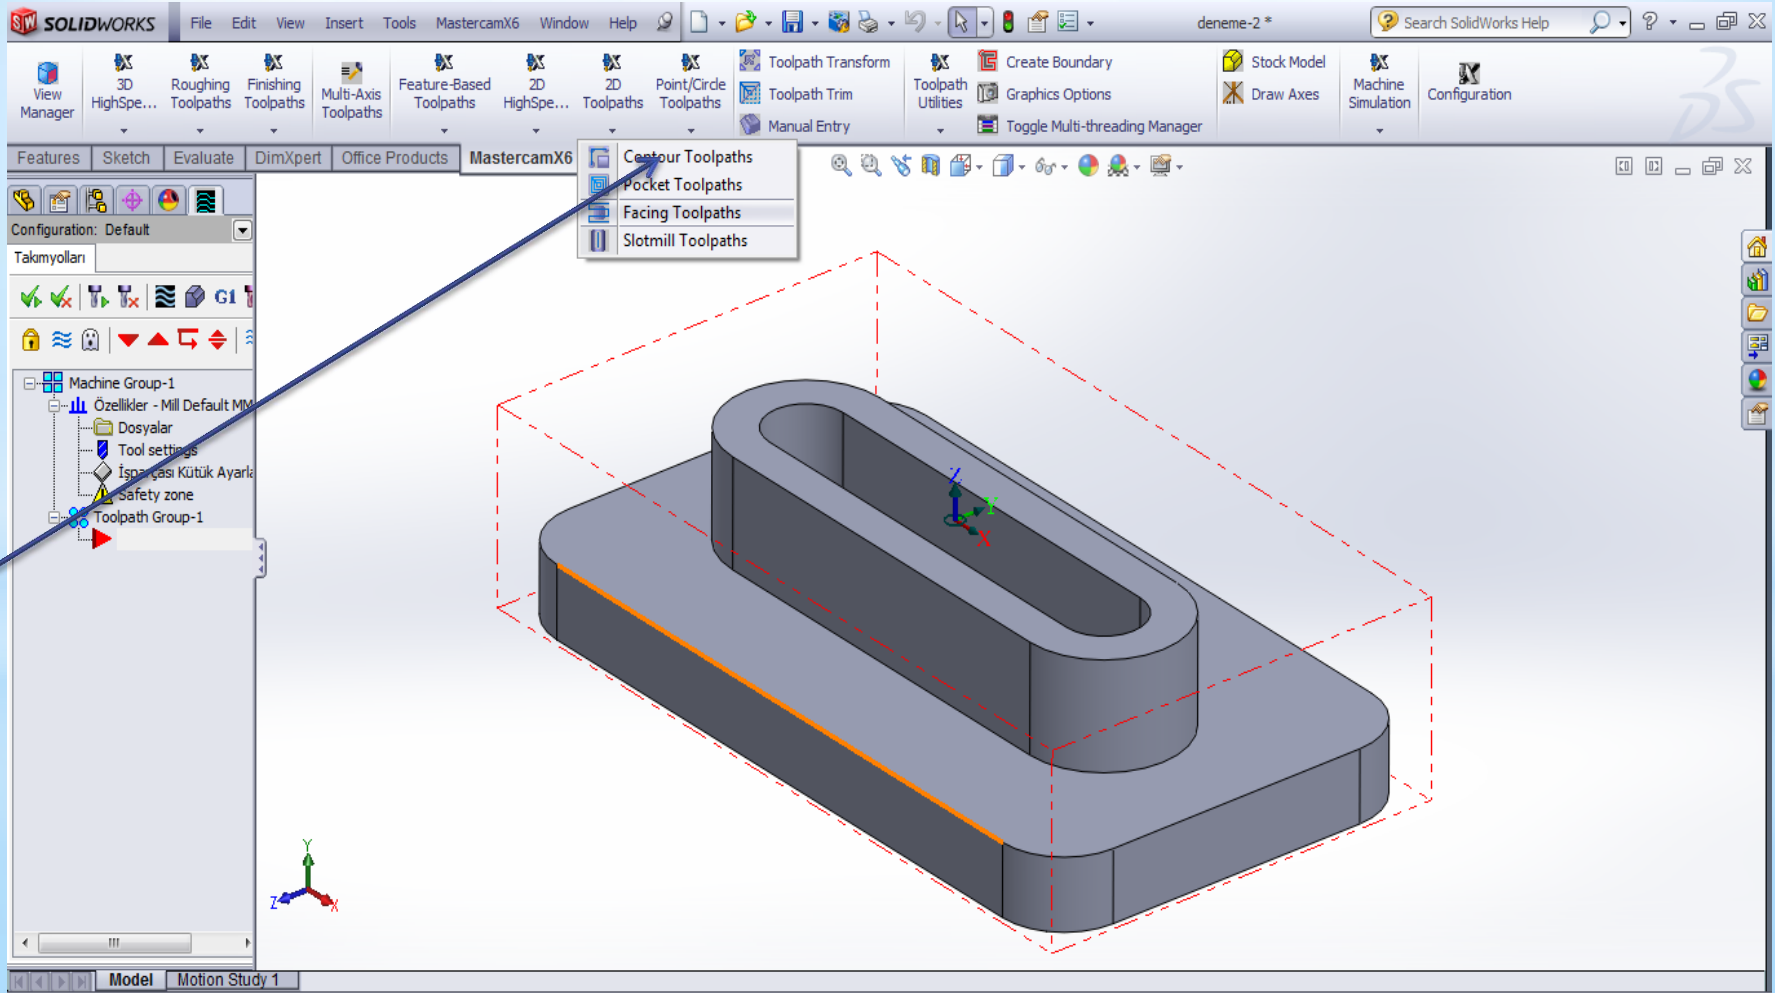 SW SOLIDWORKS File Edit View Insert Tools MastercamX6 Window Help deneme-2 * Search SolidWorks Help ?
View Manager
3D HighSpe...
Roughing Toolpaths
Finishing Toolpaths
Multi-Axis Toolpaths
Feature-Based Toolpaths
2D HighSpe...
2D Toolpaths
Point/Circle Toolpaths
Toolpath Transform
Toolpath Trim
Manual Entry
Toolpath Utilities
Create Boundary
Graphics Options
Toggle Multi-threading Manager
Stock Model
Draw Axes
Machine Simulation
Configuration
Features Sketch Evaluate DimXpert Office Products MastercamX6
Contour Toolpaths
Pocket Toolpaths
Facing Toolpaths
Slotmill Toolpaths
Configuration: Default
Takımyolları
G1
Machine Group-1
Özellikler - Mill Default MM
Dosyalar
Tool settings
İşparçası Kütük Ayarla
Safety zone
Toolpath Group-1
Z
Y
X
Y
Z
X
Model Motion Study 1